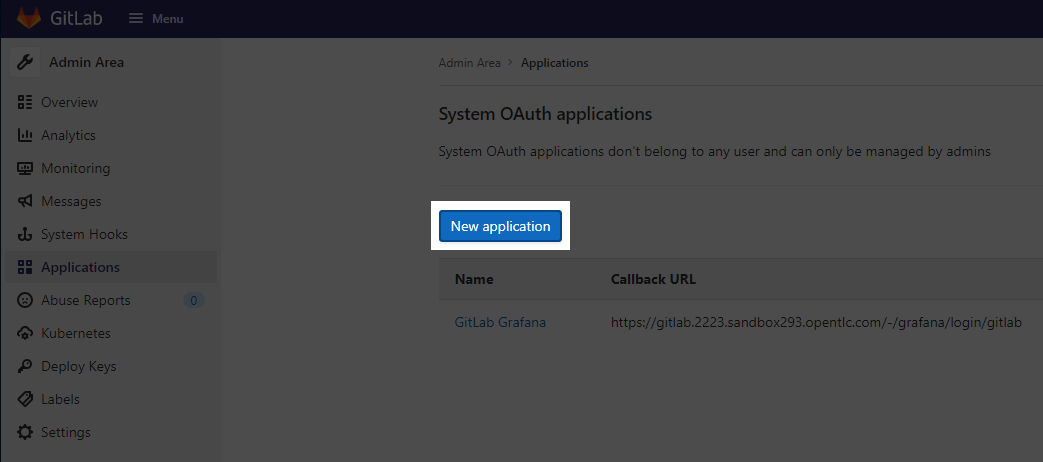 GitLab Menu
Admin Area
Overview
Analytics
Monitoring
Messages
System Hooks
Applications
Abuse Reports 0
Kubernetes
Deploy Keys
Labels
Settings
Admin Area > Applications
System OAuth applications
System OAuth applications don't belong to any user and can only be managed by admins
New application
Name Callback URL
GitLab Grafana https://gitlab.2223.sandbox293.opentlc.com/-/grafana/login/gitlab